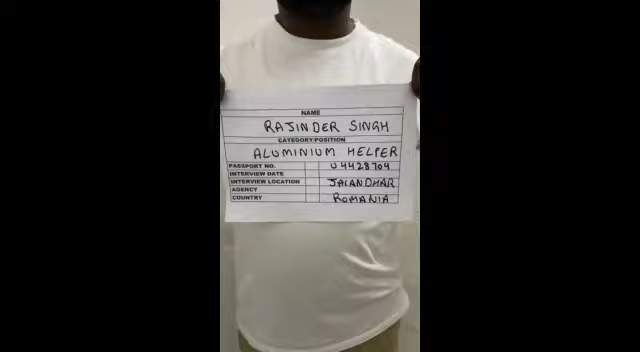 NAME
RAJINDER SINGH
CATEGORY/POSITION
ALUMINIUM HELPER
PASSPORT NO. U4428704
INTERVIEW DATE
INTERVIEW LOCATION JALANDHAR
AGENCY
COUNTRY ROMANIA